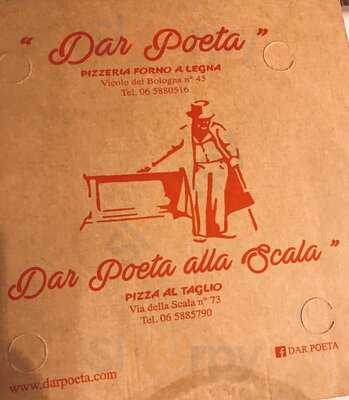 “ Dar Poeta ”
PIZZERIA FORNO A LEGNA
Vicolo del Bologna n° 45
Tel. 06 5880516
Dar Poeta alla Scala ”
PIZZA AL TAGLIO
Via della Scala n° 73
Tel. 06 5885790
DAR POETA
www.darpoeta.com